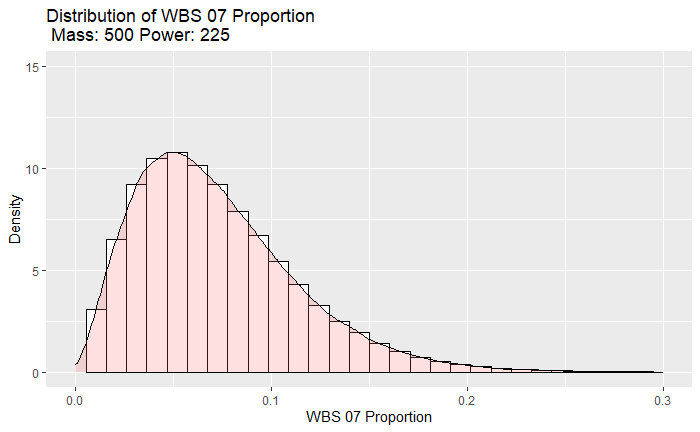 Distribution of WBS 07 Proportion
Mass: 500 Power: 225
15
10
5
0
Density
0.0 0.1 0.2 0.3
WBS 07 Proportion